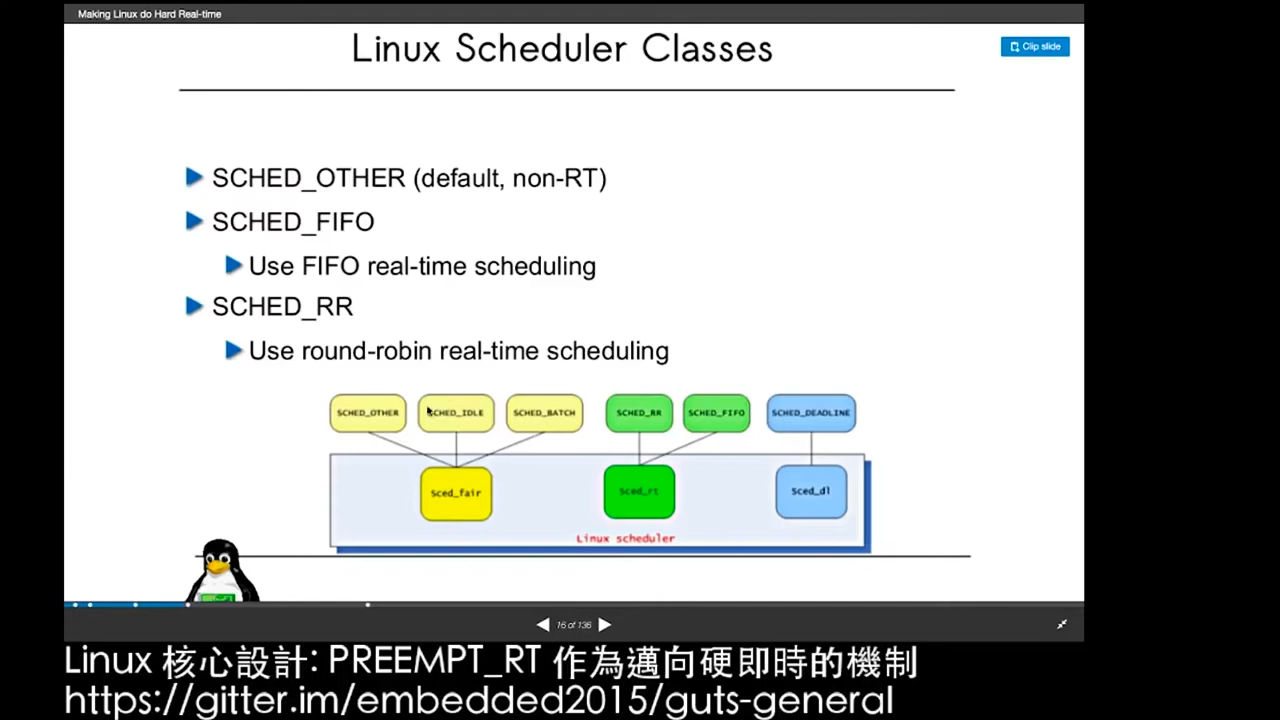 Making Linux do Hard Real-time
Linux Scheduler Classes
Clip slide
SCHED_OTHER (default, non-RT)
SCHED_FIFO
Use FIFO real-time scheduling
SCHED_RR
Use round-robin real-time scheduling
SCHED_OTHER SCHED_IDLE SCHED_BATCH SCHED_RR SCHED_FIFO SCHED_DEADLINE
Sced_fair Sced_rt Sced_dl
Linux scheduler
16 of 136
Linux 核心設計: PREEMPT_RT 作為邁向硬即時的機制
https://gitter.im/embedded2015/guts-general